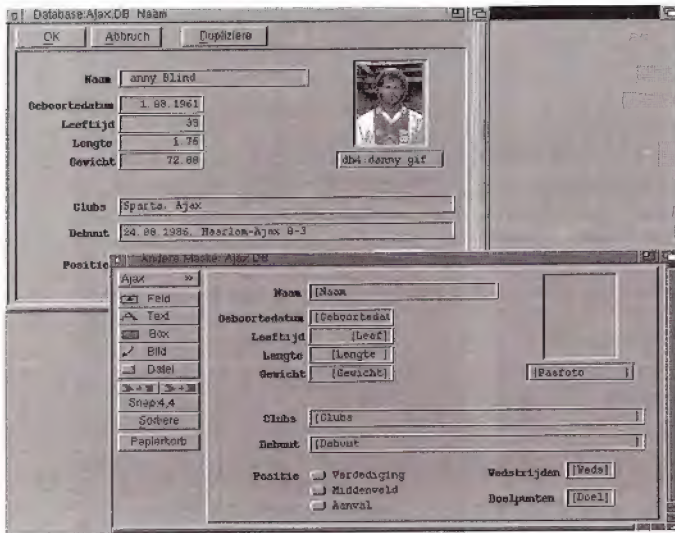 Database:Ajax.DB Naam
OK Abbruch Dupliziere
Naam anny Blind
Geboortedatum 1.08.1961
Leeftijd 35
Lengte 1.76
Gewicht 72.00
db4:danny gif
Clubs Sparta, Ajax
Debuut 24.08.1986, Haarlem-Ajax 0-3
Positie
Andere Maske: Ajax.DB
Ajax »
Feld
Text
Box
Bild
Datei
Snap:4,4
Sortiere
Papierkorb
Naam [Naam
Geboortedatum [Geboortedat
Leeftijd [Leef]
Lengte [Lengte ]
Gewicht [Gewicht]
[Pasfoto ]
Clubs [Clubs ]
Debuut [Debuut ]
Positie Verdediging
Middenveld
Aanval
Wedstrijden [Weds]
Doelpunten [Doel]